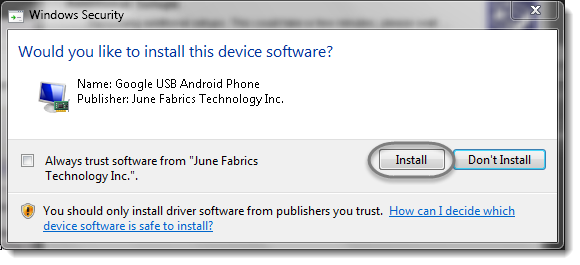 Windows Security
Would you like to install this device software?
Name: Google USB Android Phone
Publisher: June Fabrics Technology Inc.
Always trust software from "June Fabrics
Technology Inc.".
Install
Don't Install
You should only install driver software from publishers you trust. How can I decide which
device software is safe to install?